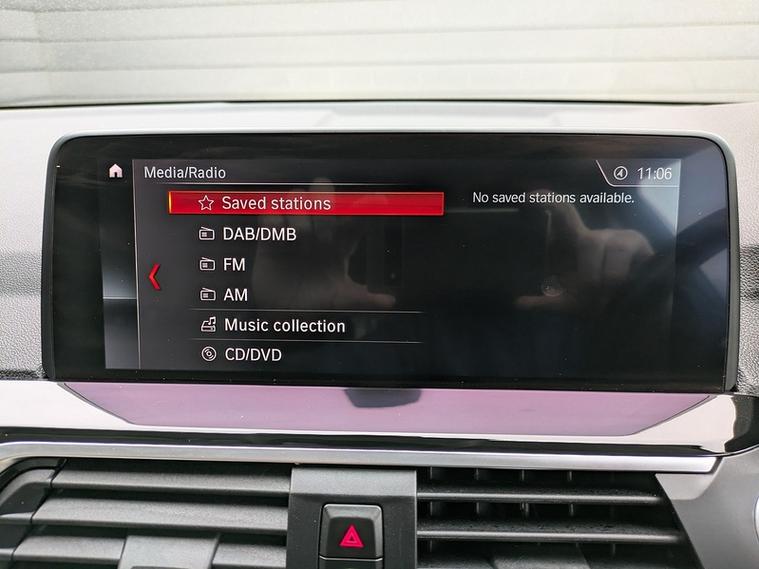 Media/Radio
11:06
Saved stations
No saved stations available.
DAB/DMB
FM
AM
Music collection
CD/DVD